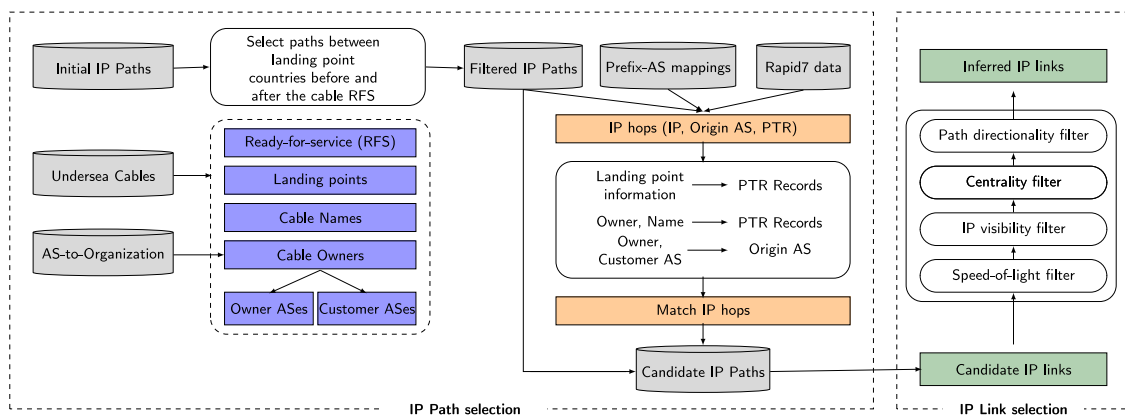 Initial IP Paths
Select paths between
landing point
countries before and
after the cable RFS
Filtered IP Paths
Prefix-AS mappings
Rapid7 data
Undersea Cables
AS-to-Organization
Ready-for-service (RFS)
Landing points
Cable Names
Cable Owners
Owner ASes
Customer ASes
IP hops (IP, Origin AS, PTR)
Landing point
information
PTR Records
Owner, Name
PTR Records
Owner,
Customer AS
Origin AS
Match IP hops
Candidate IP Paths
IP Path selection
Inferred IP links
Path directionality filter
Centrality filter
IP visibility filter
Speed-of-light filter
Candidate IP links
IP Link selection